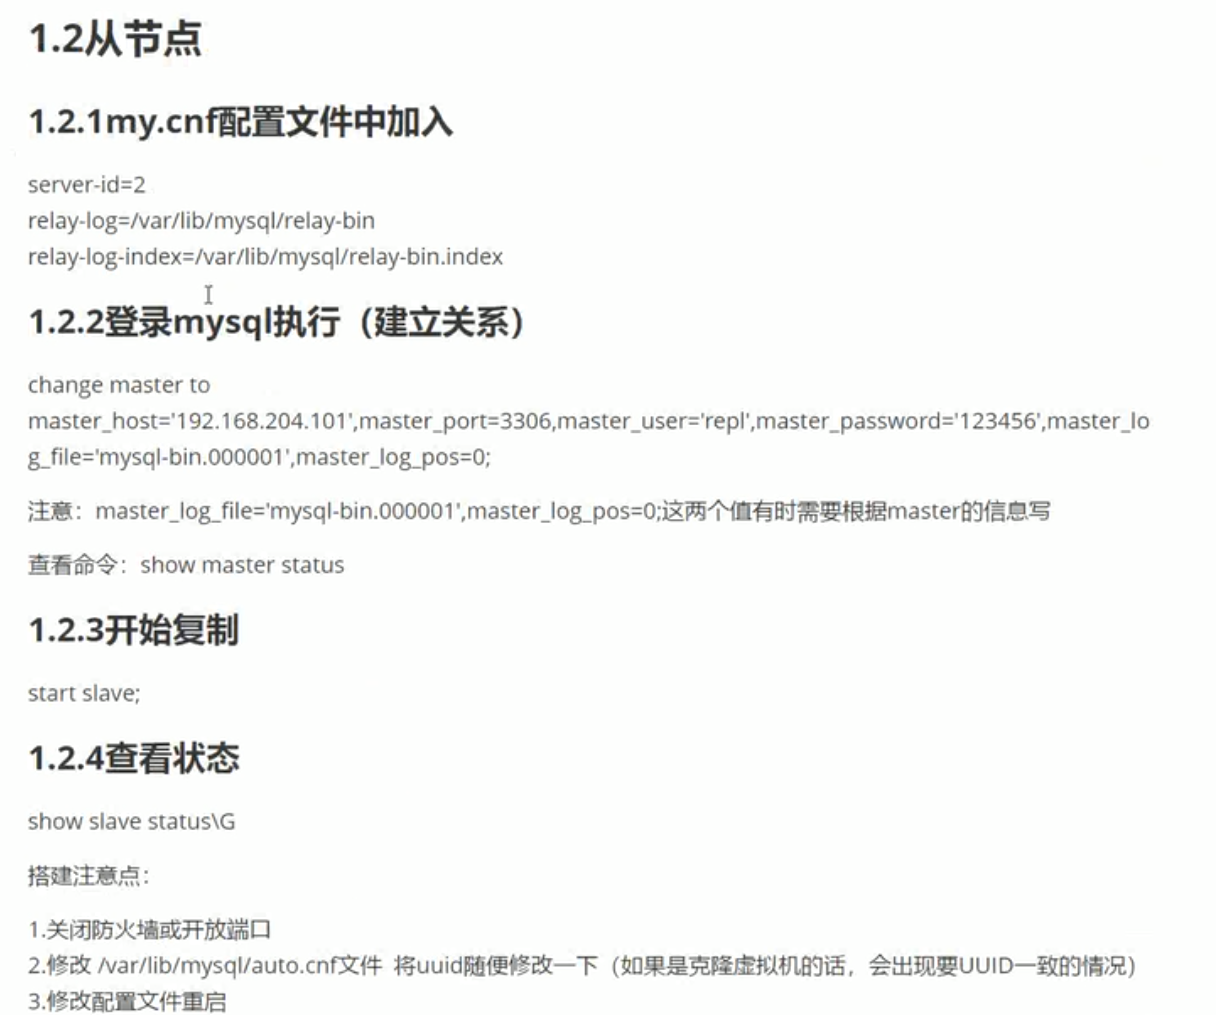 1.2从节点
1.2.1my.cnf配置文件中加入
server-id=2
relay-log=/var/lib/mysql/relay-bin
relay-log-index=/var/lib/mysql/relay-bin.index
1.2.2登录mysql执行（建立关系）
change master to
master_host='192.168.204.101',master_port=3306,master_user='repl',master_password='123456',master_lo
g_file='mysql-bin.000001',master_log_pos=0;
注意：master_log_file='mysql-bin.000001',master_log_pos=0;这两个值有时需要根据master的信息写
查看命令：show master status
1.2.3开始复制
start slave;
1.2.4查看状态
show slave status\G
搭建注意点：
1.关闭防火墙或开放端口
2.修改 /var/lib/mysql/auto.cnf文件 将uuid随便修改一下（如果是克隆虚拟机的话，会出现要UUID一致的情况）
3.修改配置文件重启